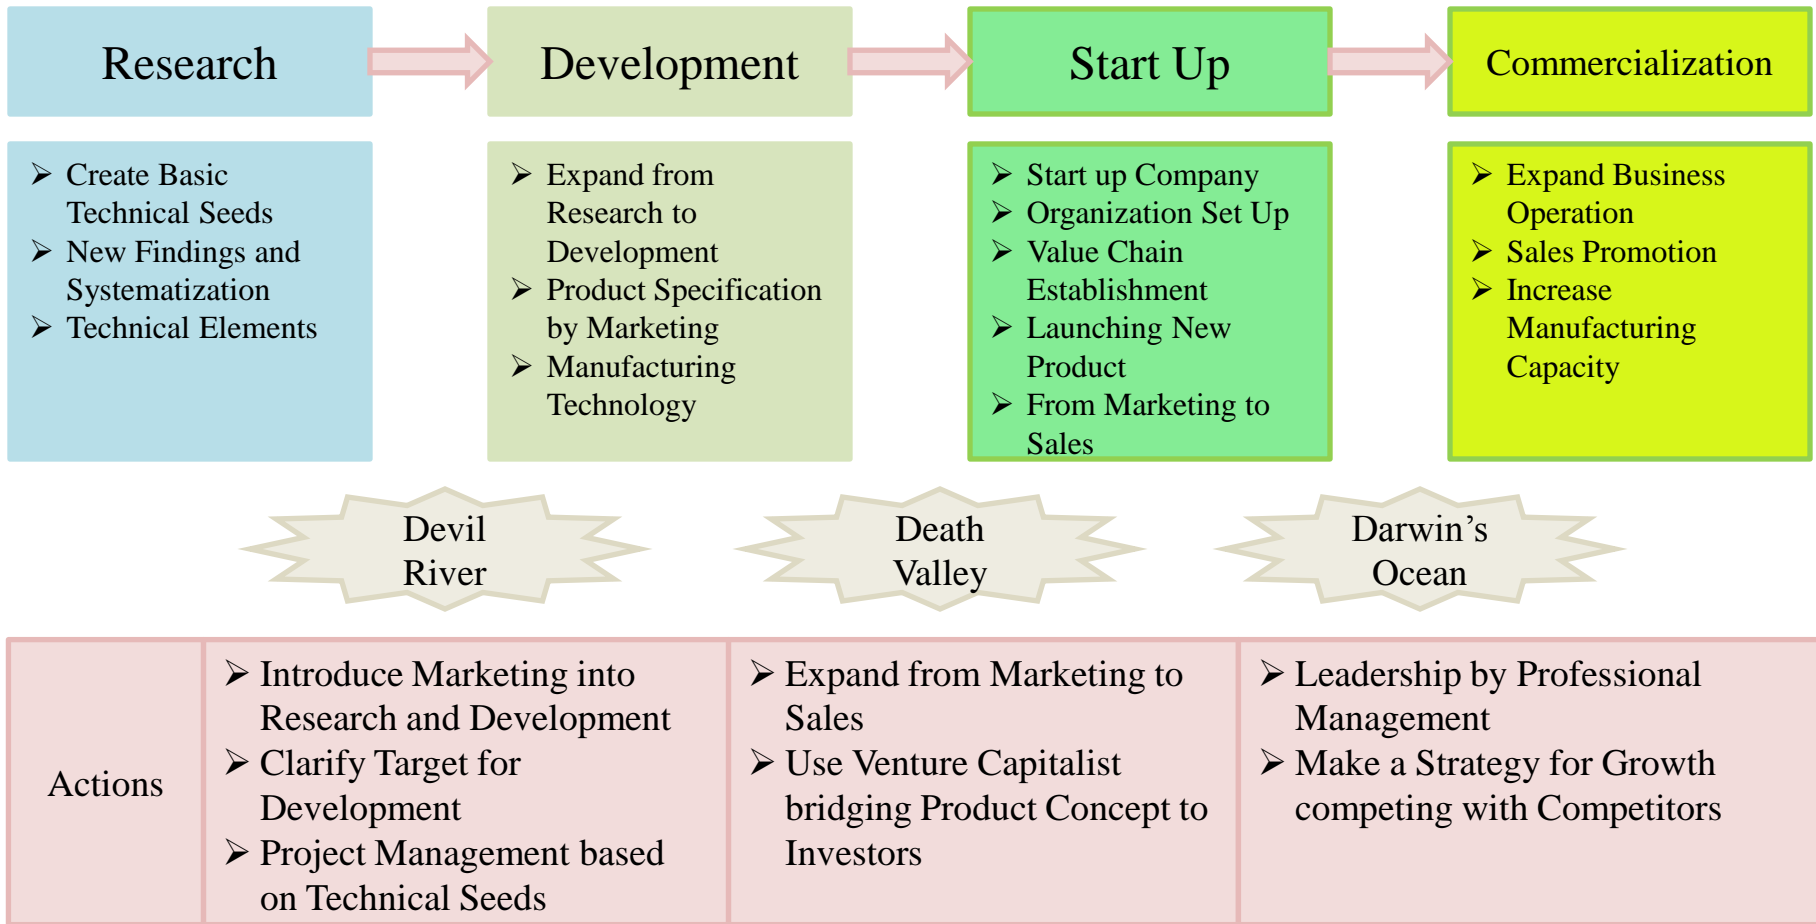 Research
Development
Start Up
Commercialization
➢ Create Basic
Technical Seeds
➢ New Findings and
Systematization
➢ Technical Elements
➢ Expand from
Research to
Development
➢ Product Specification
by Marketing
➢ Manufacturing
Technology
➢ Start up Company
➢ Organization Set Up
➢ Value Chain
Establishment
➢ Launching New
Product
➢ From Marketing to
Sales
➢ Expand Business
Operation
➢ Sales Promotion
➢ Increase
Manufacturing
Capacity
Devil
River
Death
Valley
Darwin’s
Ocean
Actions
➢ Introduce Marketing into
Research and Development
➢ Clarify Target for
Development
➢ Project Management based
on Technical Seeds
➢ Expand from Marketing to
Sales
➢ Use Venture Capitalist
bridging Product Concept to
Investors
➢ Leadership by Professional
Management
➢ Make a Strategy for Growth
competing with Competitors